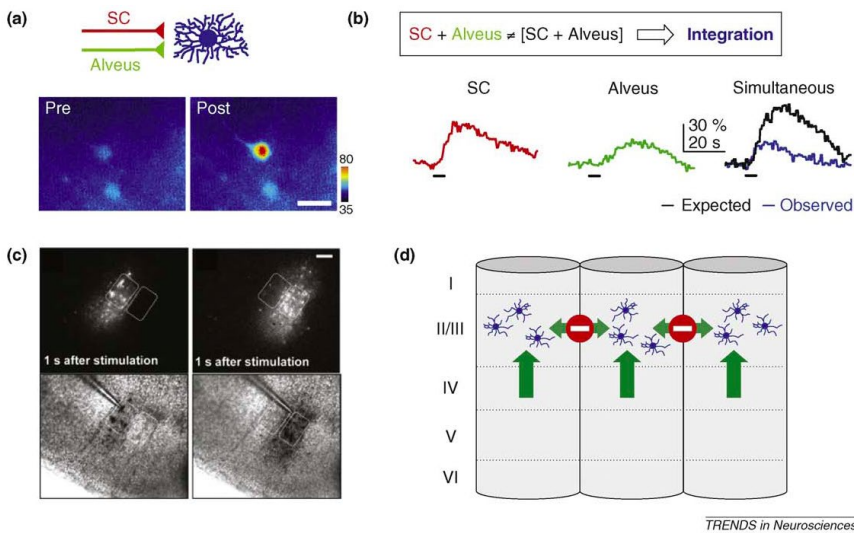 (a)
SC
Alveus
Pre
Post
80
35
(b)
SC + Alveus ≠ [SC + Alveus] Integration
SC
Alveus
Simultaneous
30 %
20 s
Expected
Observed
(c)
1 s after stimulation
1 s after stimulation
(d)
I
II/III
IV
V
VI
TRENDS in Neurosciences